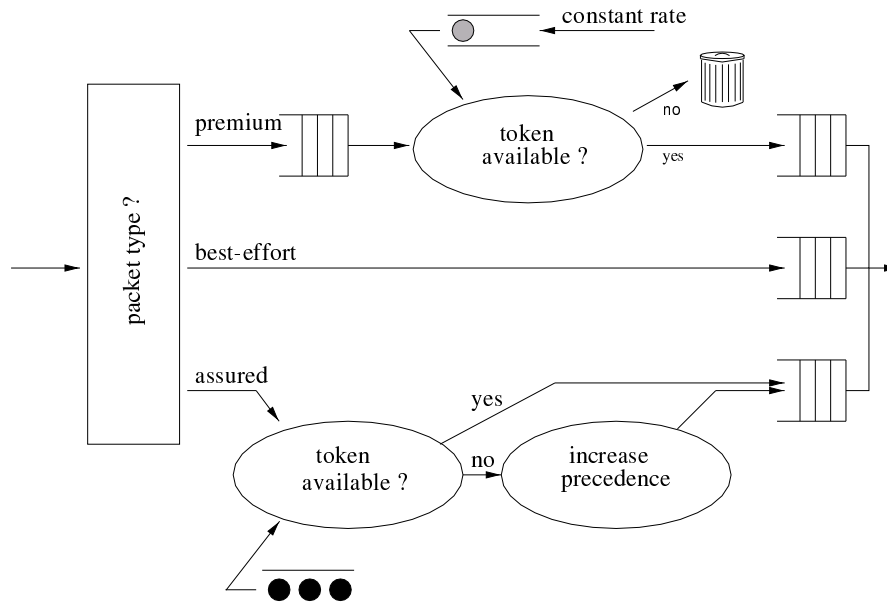 constant rate
premium
token
available ?
no
yes
packet type ?
best-effort
assured
yes
token
available ?
no
increase
precedence